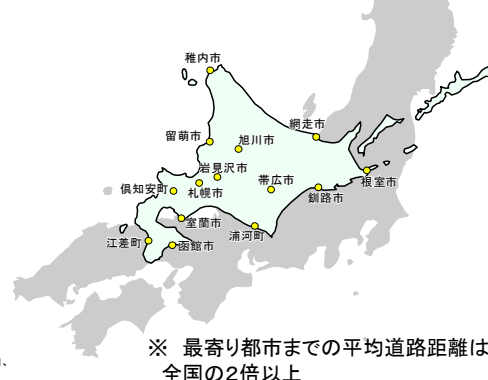 稚内市
網走市
留萌市
旭川市
岩見沢市
倶知安町
札幌市
帯広市
根室市
釧路市
室蘭市
浦河町
江差町
函館市
※ 最寄り都市までの平均道路距離は
全国の2倍以上